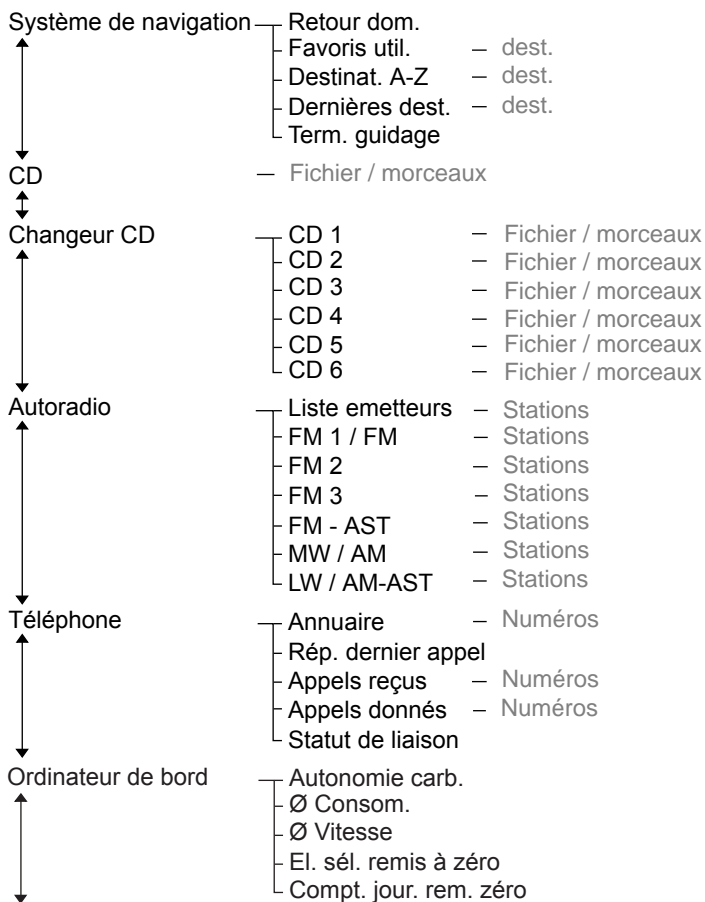 Système de navigation Retour dom.
Favoris util. – dest.
Destinat. A-Z – dest.
Dernières dest. – dest.
Term. guidage
CD – Fichier / morceaux
Changeur CD CD 1 – Fichier / morceaux
CD 2 – Fichier / morceaux
CD 3 – Fichier / morceaux
CD 4 – Fichier / morceaux
CD 5 – Fichier / morceaux
CD 6 – Fichier / morceaux
Autoradio Liste emetteurs – Stations
FM 1 / FM – Stations
FM 2 – Stations
FM 3 – Stations
FM - AST – Stations
MW / AM – Stations
LW / AM-AST – Stations
Téléphone Annuaire – Numéros
Rép. dernier appel
Appels reçus – Numéros
Appels donnés – Numéros
Statut de liaison
Ordinateur de bord Autonomie carb.
Ø Consom.
Ø Vitesse
El. sél. remis à zéro
Compt. jour. rem. zéro